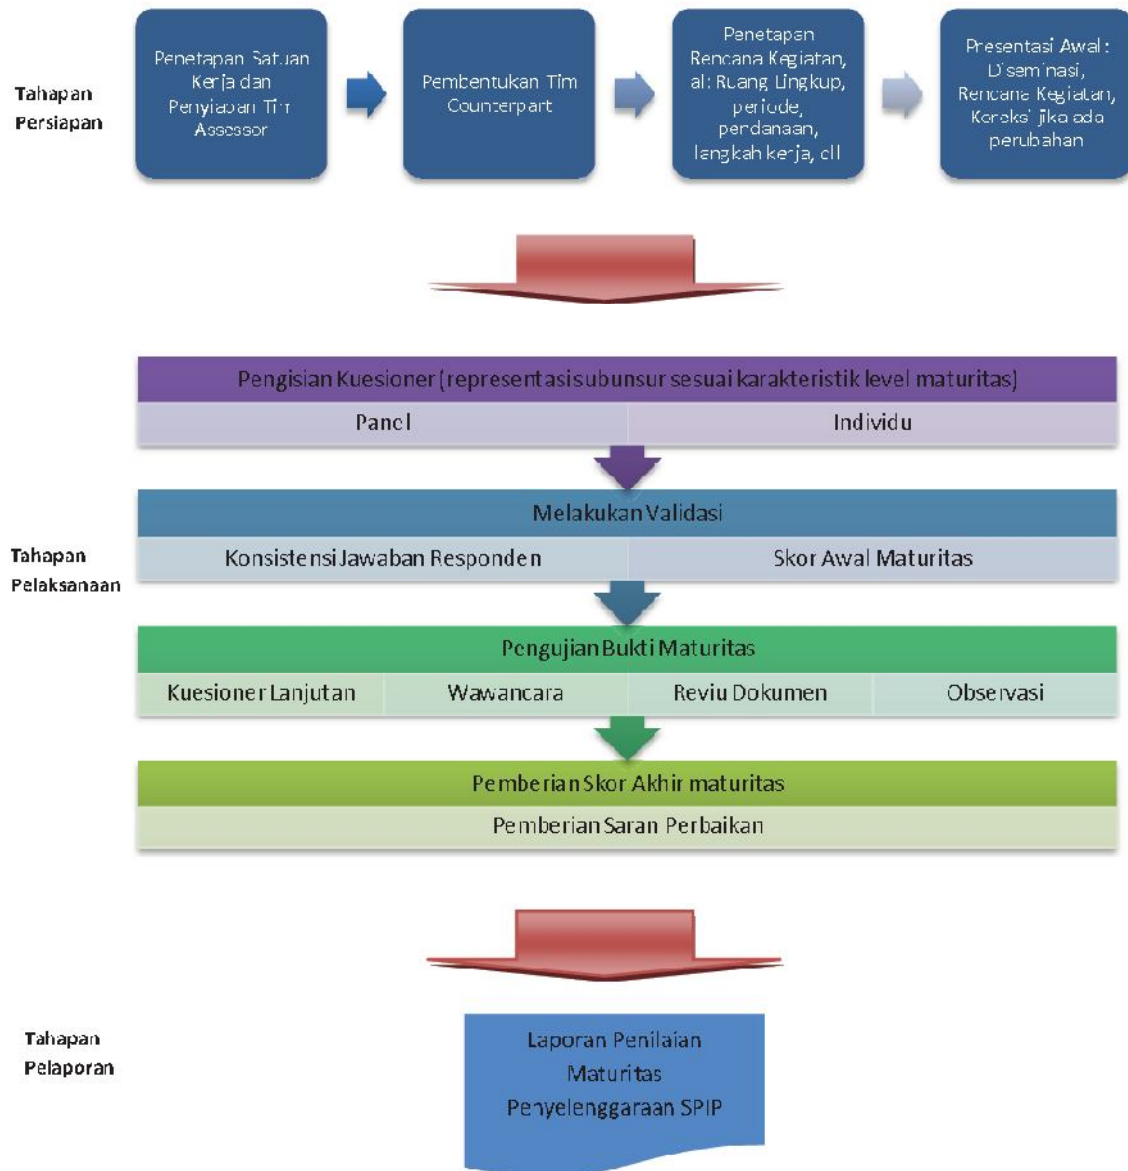 Tahapan
Persiapan
Penetapan Satuan
Kerja dan
Penyiapan Tim
Assessor
Pembentukan Tim
Counterpart
Penetapan
Rencana Kegiatan,
al: Ruang Lingkup,
periode,
pendanaan,
langkah kerja, dll
Presentasi Awal:
Diseminasi,
Rencana Kegiatan,
Koreksi jika ada
perubahan
Tahapan
Pelaksanaan
Pengisian Kuesioner (representasi subunsur sesuai karakteristik level maturitas)
Panel
Individu
Melakukan Validasi
Konsistensi Jawaban Responden
Skor Awal Maturitas
Pengujian Bukti Maturitas
Kuesioner Lanjutan
Wawancara
Reviu Dokumen
Observasi
Pemberian Skor Akhir maturitas
Pemberian Saran Perbaikan
Tahapan
Pelaporan
Laporan Penilaian
Maturitas
Penyelenggaraan SPIP